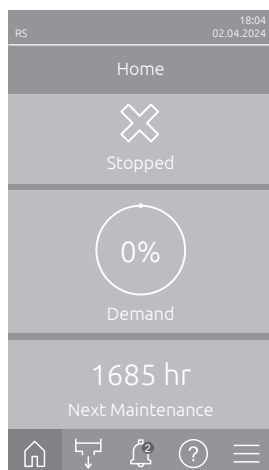 18:04
RS 02.04.2024
Home
Stopped
0%
Demand
1685 hr
Next Maintenance
2
?